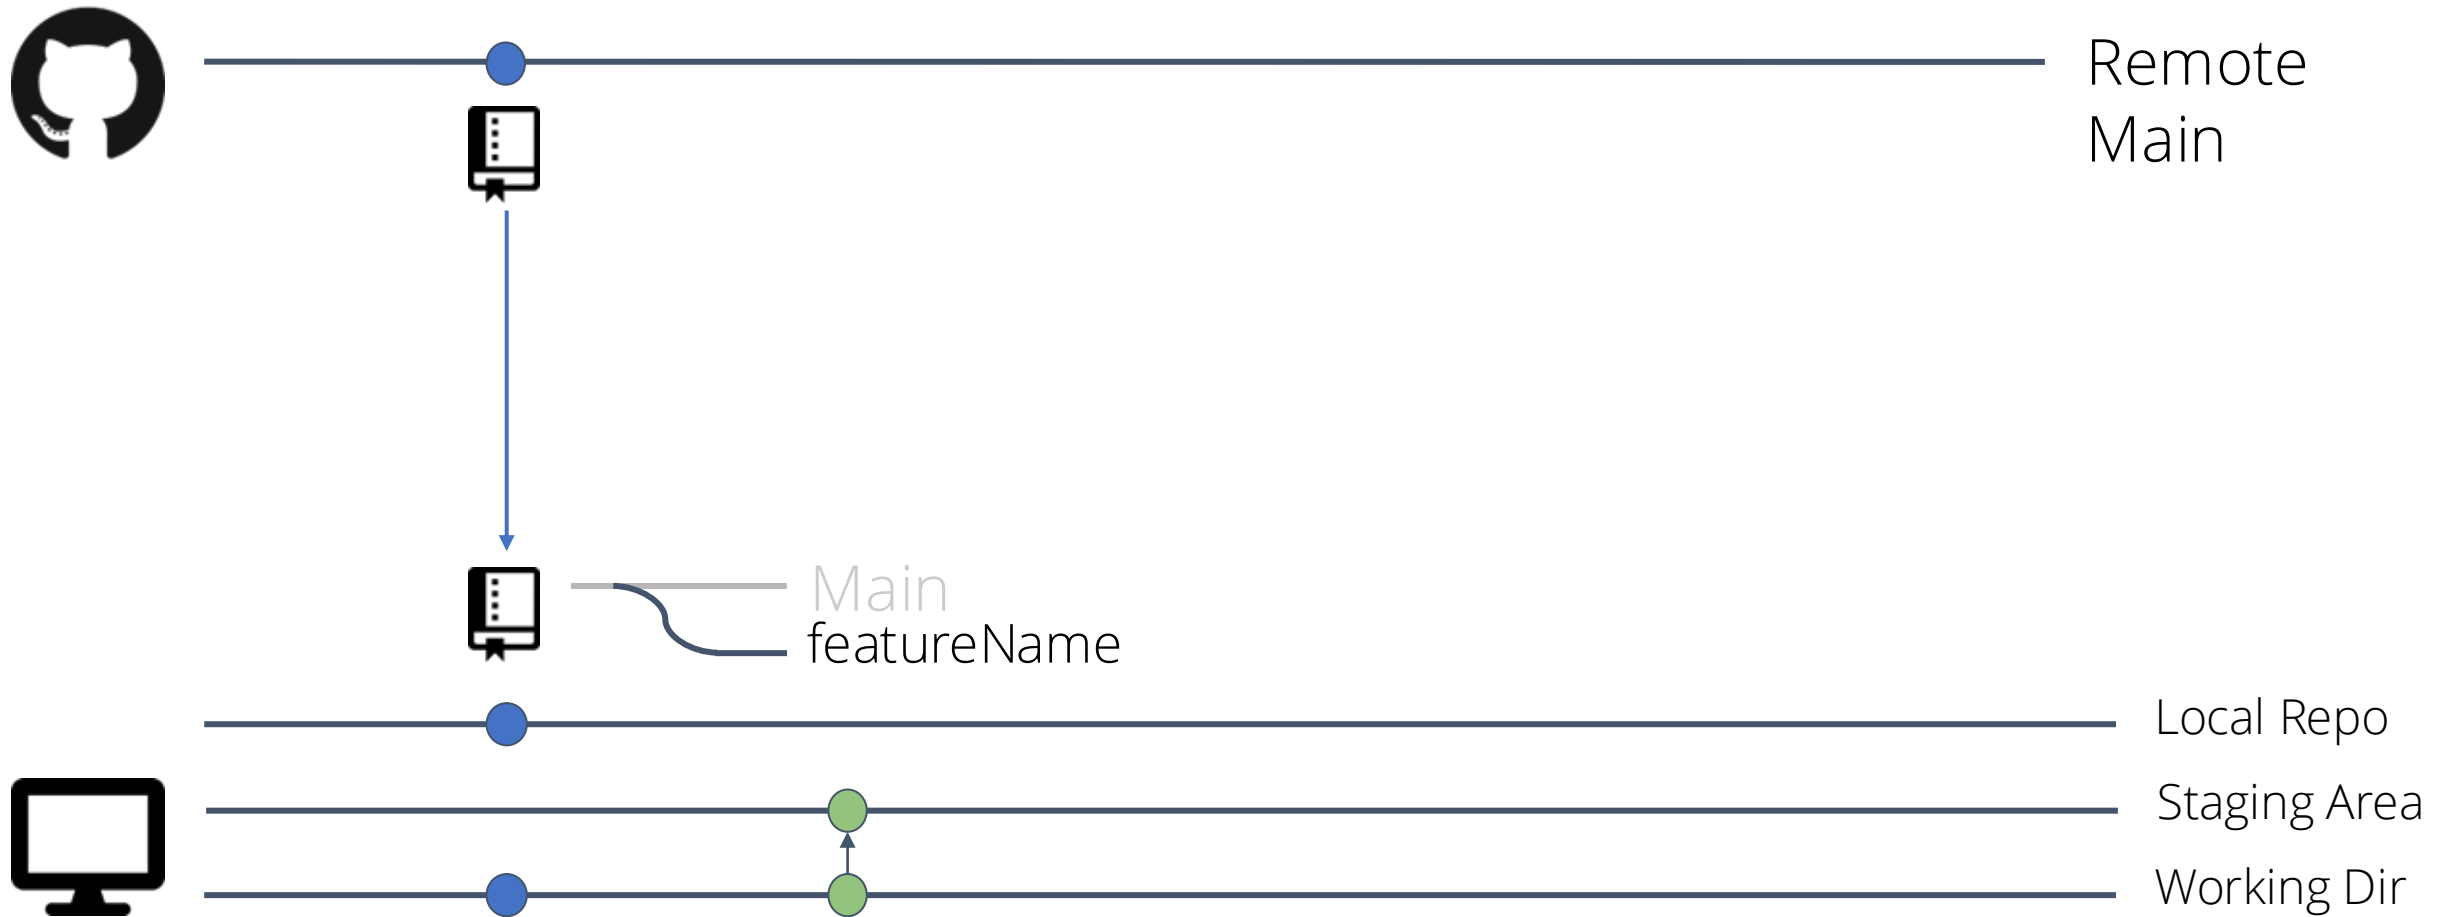 Remote
Main
Main
featureName
Local Repo
Staging Area
Working Dir